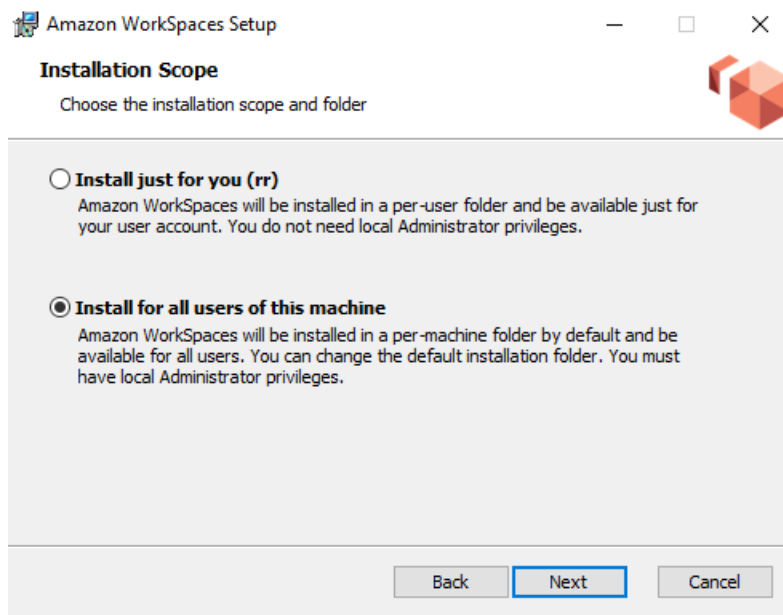 Amazon WorkSpaces Setup
Installation Scope
Choose the installation scope and folder
Install just for you (rr)
Amazon WorkSpaces will be installed in a per-user folder and be available just for
your user account. You do not need local Administrator privileges.
Install for all users of this machine
Amazon WorkSpaces will be installed in a per-machine folder by default and be
available for all users. You can change the default installation folder. You must
have local Administrator privileges.
Back Next Cancel